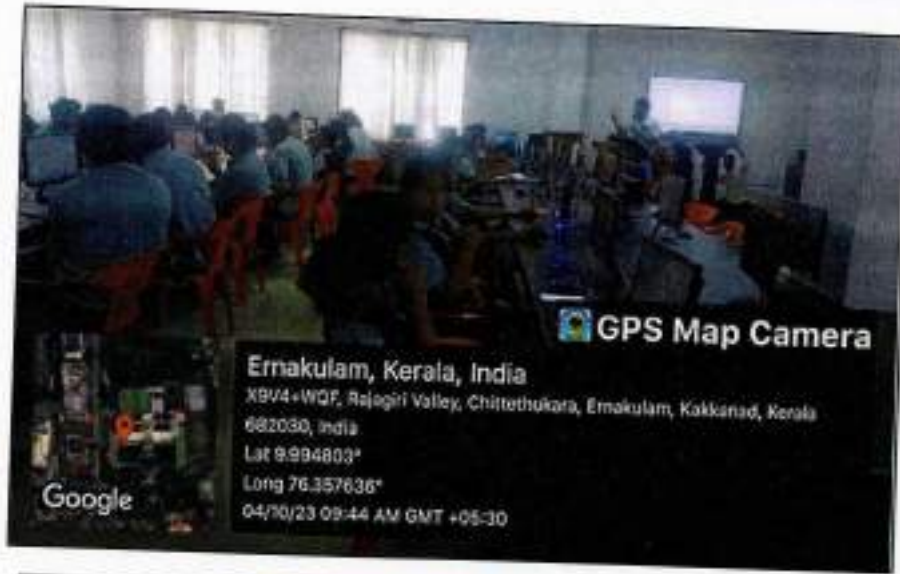 GPS Map Camera
Ernakulam, Kerala, India
X9V4+WQF, Rajagiri Valley, Chittethukara, Ernakulam, Kakkanad, Kerala
682030, India
Lat 9.994803°
Long 76.357636°
04/10/23 09:44 AM GMT +05:30
Google